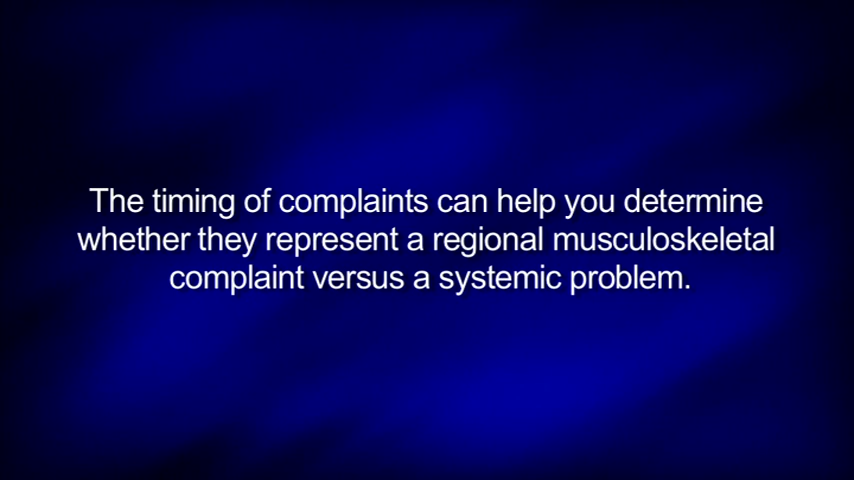 The timing of complaints can help you determine
whether they represent a regional musculoskeletal
complaint versus a systemic problem.